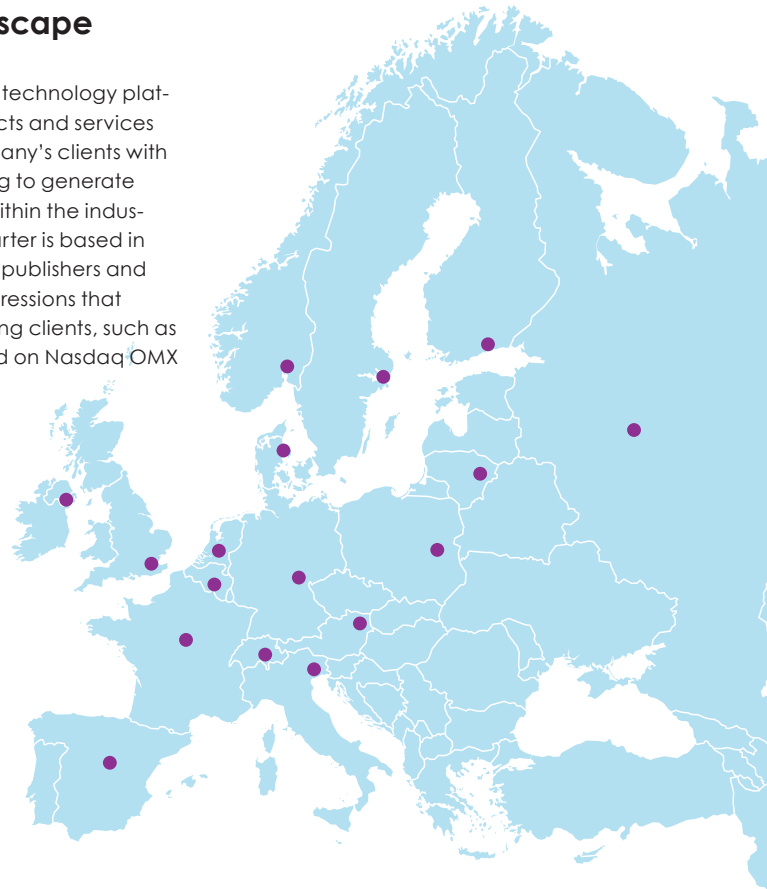 scape
technology plat-
cts and services
any's clients with
g to generate
ithin the indus-
rter is based in
publishers and
ressions that
ng clients, such as
d on Nasdaq OMX